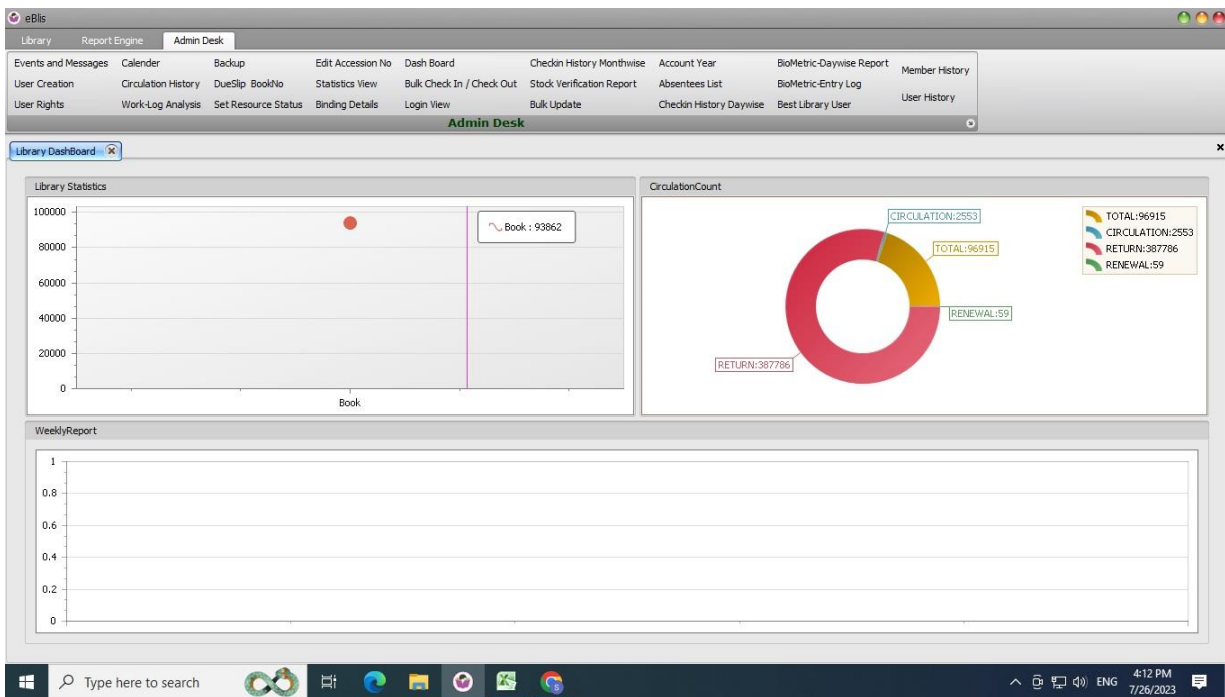 eBlis
Library Report Engine Admin Desk
Events and Messages Calender Backup Edit Accession No Dash Board Checkin History Monthwise Account Year BioMetric-Daywise Report Member History
User Creation Circulation History DueSlip BookNo Statistics View Bulk Check In / Check Out Stock Verification Report Absentees List BioMetric-Entry Log
User Rights Work-Log Analysis Set Resource Status Binding Details Login View Bulk Update Checkin History Daywise Best Library User User History
Admin Desk
Library DashBoard
Library Statistics
100000
80000
60000
40000
20000
0
Book : 93862
Book
CirculationCount
CIRCULATION:2553
TOTAL:96915
RENEWAL:59
RETURN:387786
TOTAL:96915
CIRCULATION:2553
RETURN:387786
RENEWAL:59
WeeklyReport
1
0.8
0.6
0.4
0.2
0
Type here to search
ENG
4:12 PM
7/26/2023